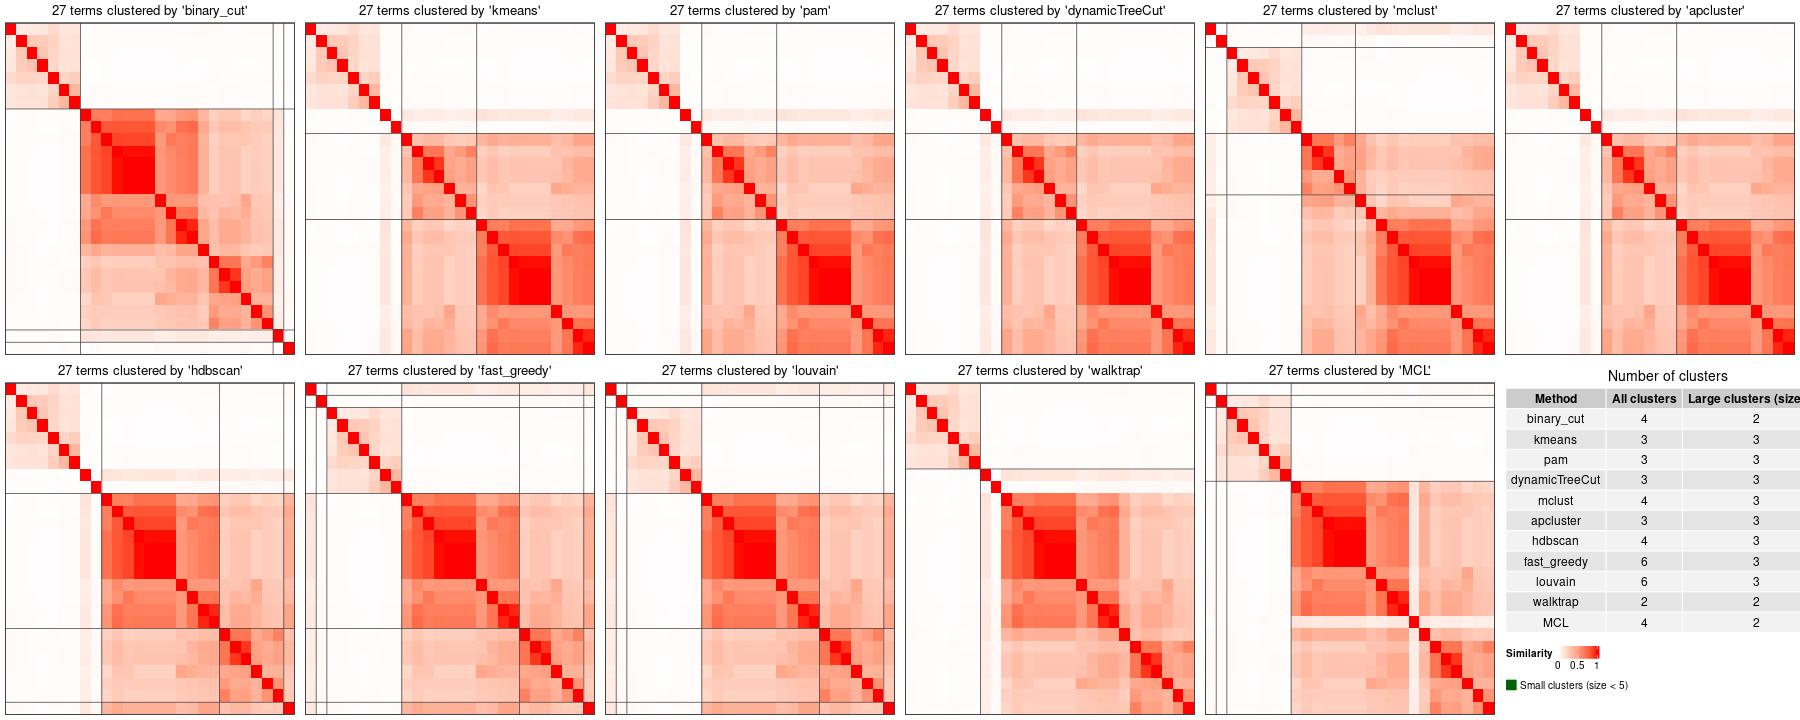 27 terms clustered by 'binary_cut'
27 terms clustered by 'kmeans'
27 terms clustered by 'pam'
27 terms clustered by 'dynamicTreeCut'
27 terms clustered by 'mclust'
27 terms clustered by 'apcluster'
27 terms clustered by 'hdbscan'
27 terms clustered by 'fast_greedy'
27 terms clustered by 'louvain'
27 terms clustered by 'walktrap'
27 terms clustered by 'MCL'
Number of clusters
Method All clusters Large clusters (size
binary_cut 4 2
kmeans 3 3
pam 3 3
dynamicTreeCut 3 3
mclust 4 3
apcluster 3 3
hdbscan 4 3
fast_greedy 6 3
louvain 6 3
walktrap 2 2
MCL 4 2
Similarity
0 0.5 1
Small clusters (size < 5)